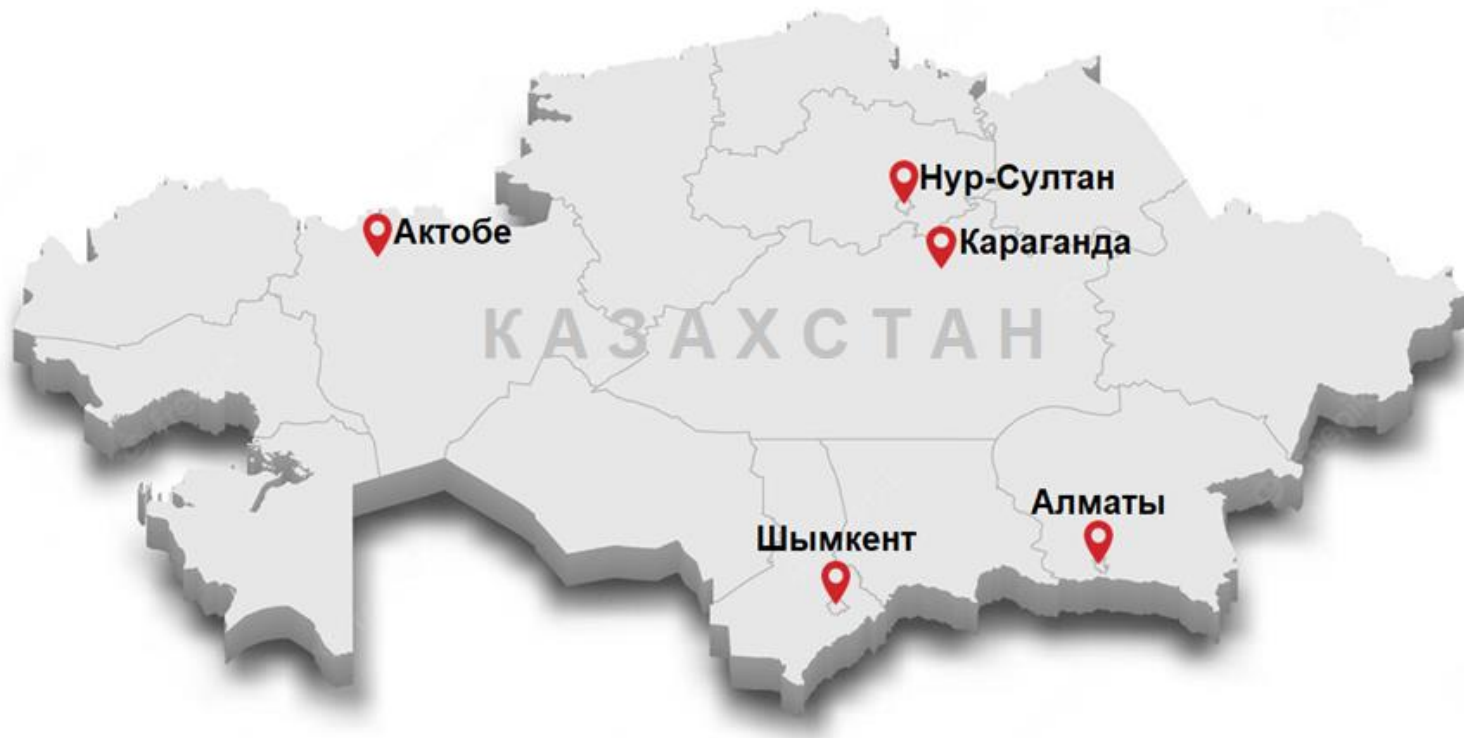 Нур-Султан
Актобе
Караганда
КАЗАХСТАН
Алматы
Шымкент